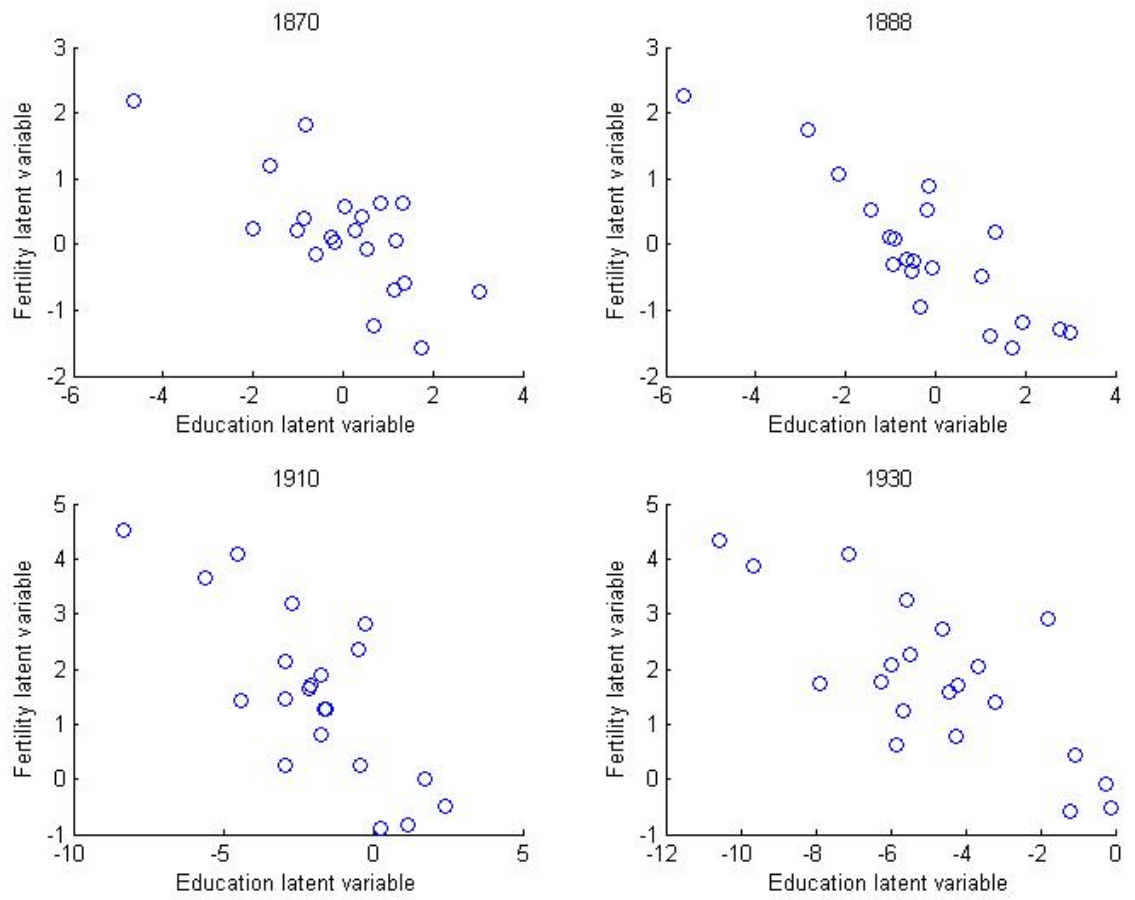 1870
3
2
1
0
-1
-2
-6 -4 -2 0 2 4
Fertility latent variable
Education latent variable
1888
3
2
1
0
-1
-2
-6 -4 -2 0 2 4
Fertility latent variable
Education latent variable
1910
5
4
3
2
1
0
-1
-10 -5 0 5
Fertility latent variable
Education latent variable
1930
5
4
3
2
1
0
-1
-12 -10 -8 -6 -4 -2 0
Fertility latent variable
Education latent variable